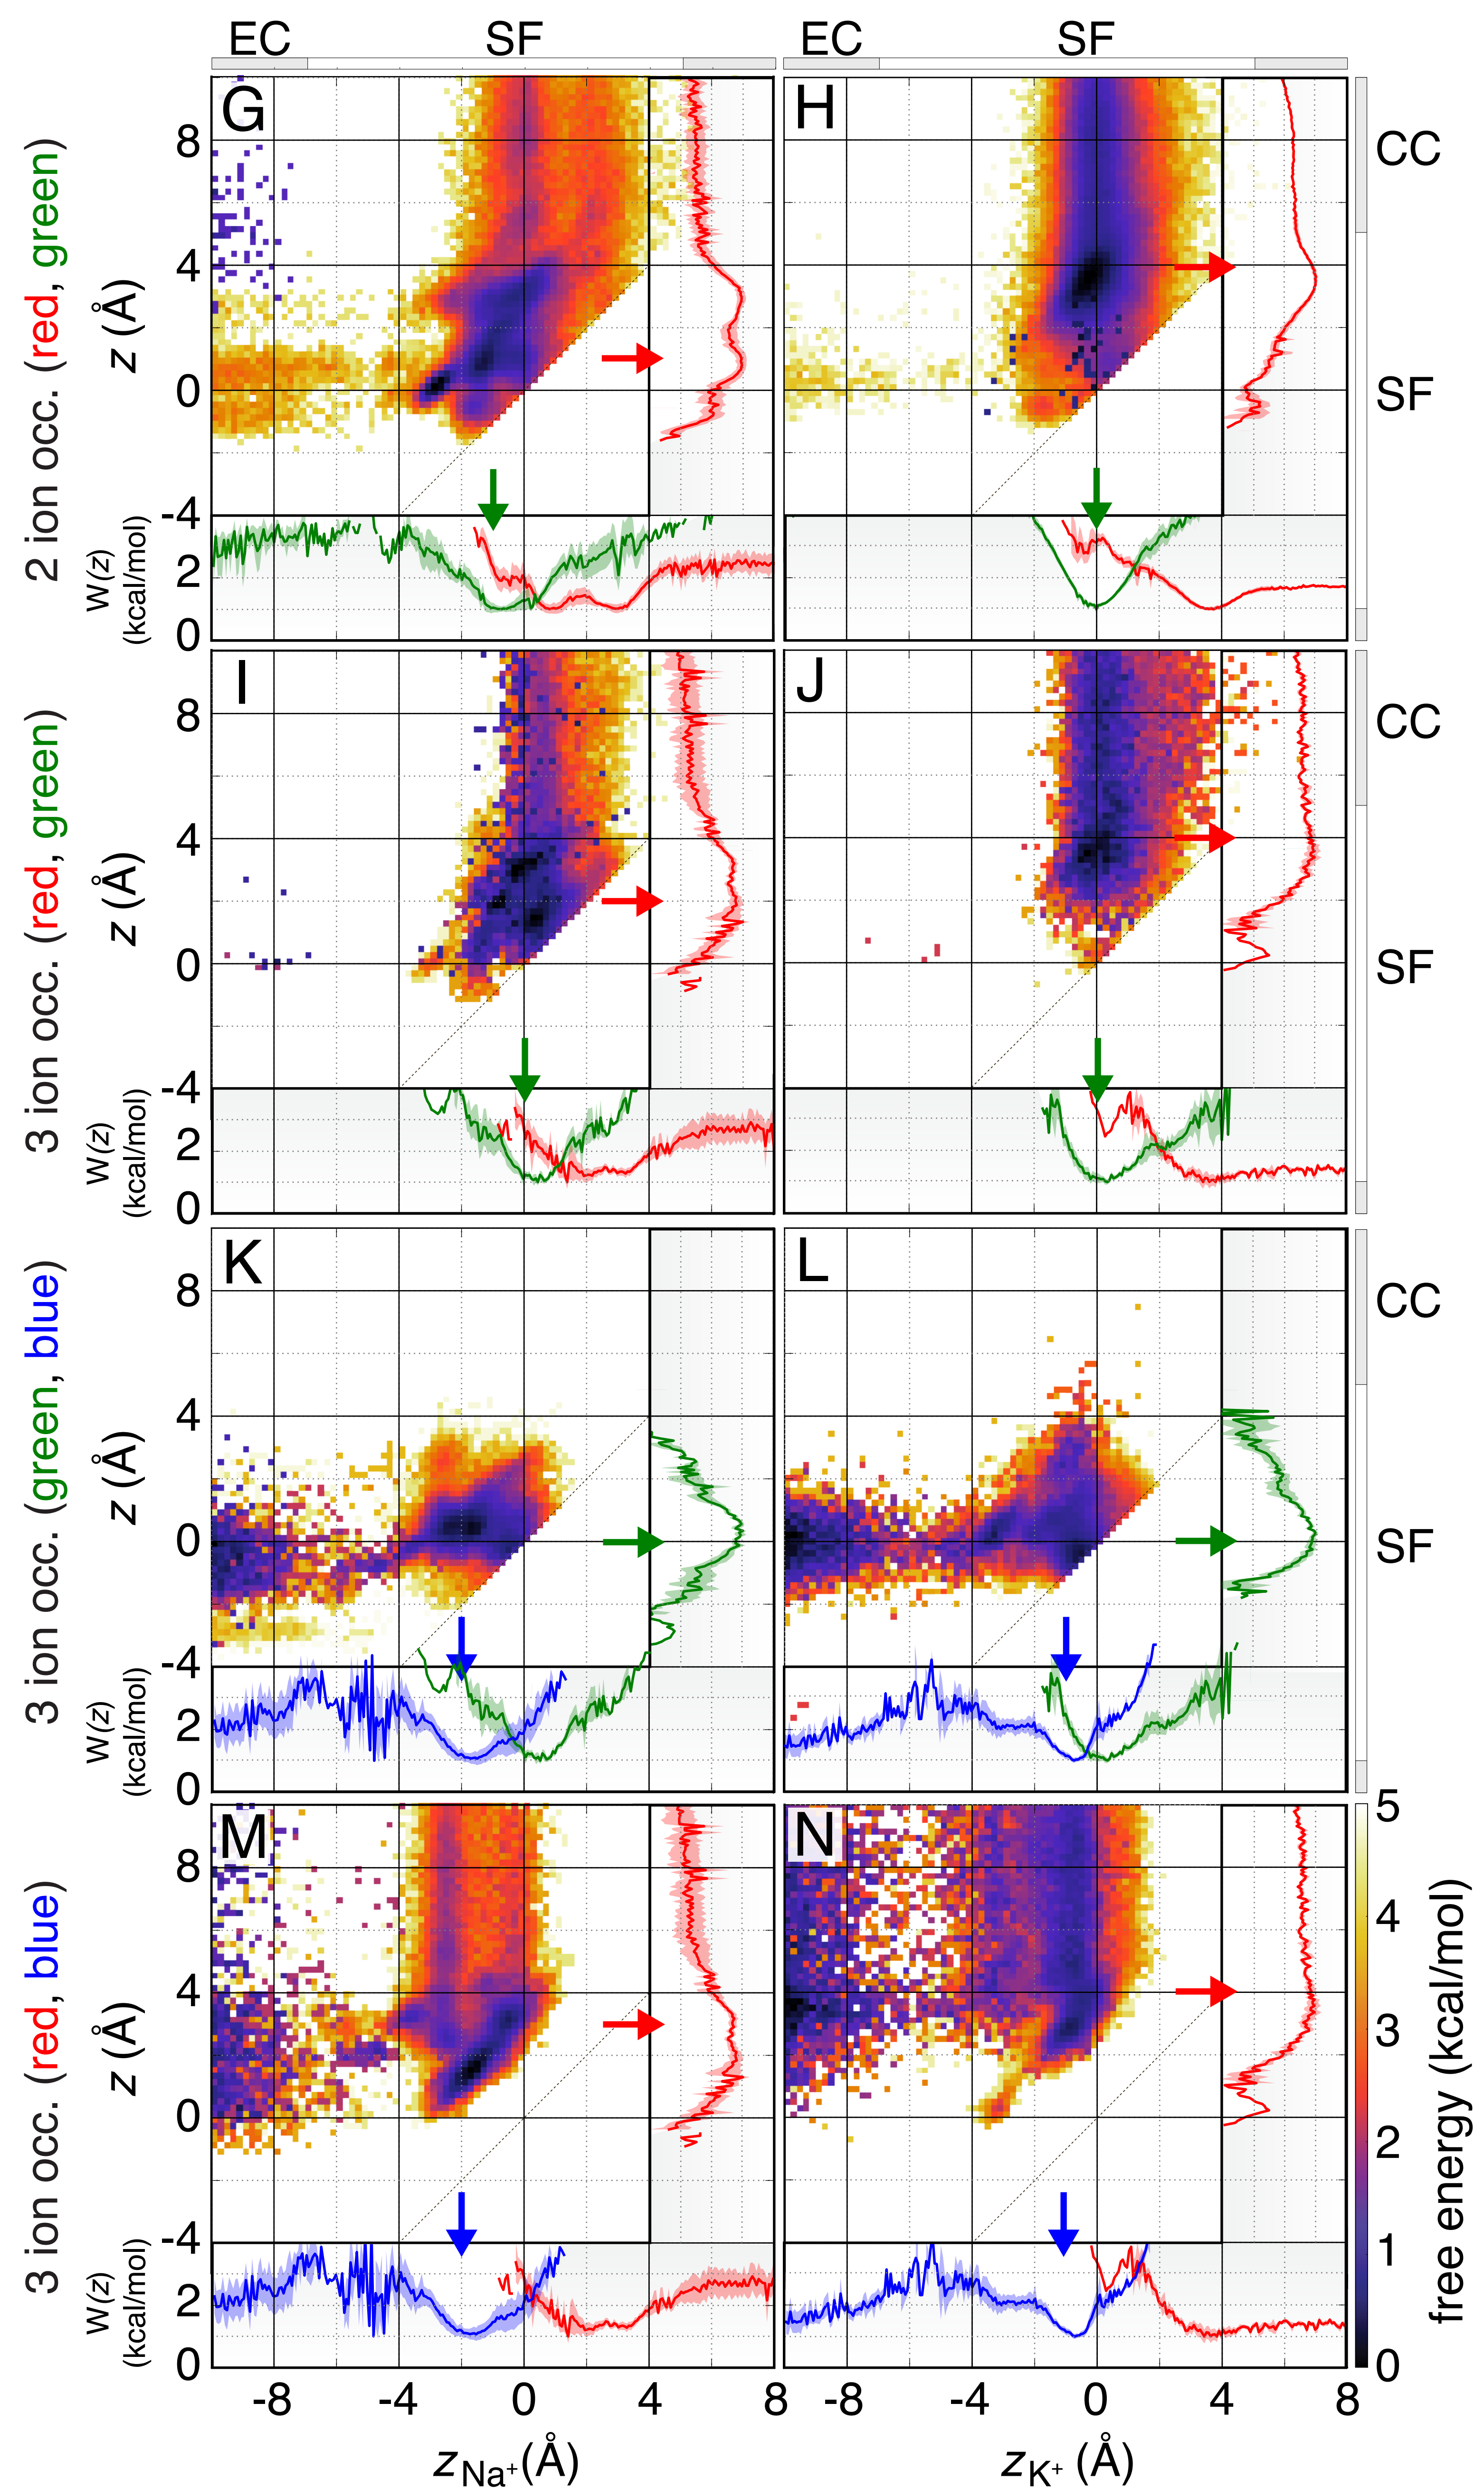 EC SF EC SF
2 ion occ. (red, green)
G
H
8
4
0
-4
z (Å)
CC
SF
W(z)
(kcal/mol)
2
0
3 ion occ. (red, green)
I
J
8
4
0
-4
z (Å)
CC
SF
W(z)
(kcal/mol)
2
0
3 ion occ. (green, blue)
K
L
8
4
0
-4
z (Å)
CC
SF
W(z)
(kcal/mol)
2
0
3 ion occ. (red, blue)
M
N
8
4
0
-4
z (Å)
W(z)
(kcal/mol)
2
0
5
4
3
2
1
0
free energy (kcal/mol)
-8 -4 0 4 8 -8 -4 0 4 8
zNa+(Å) zK+ (Å)